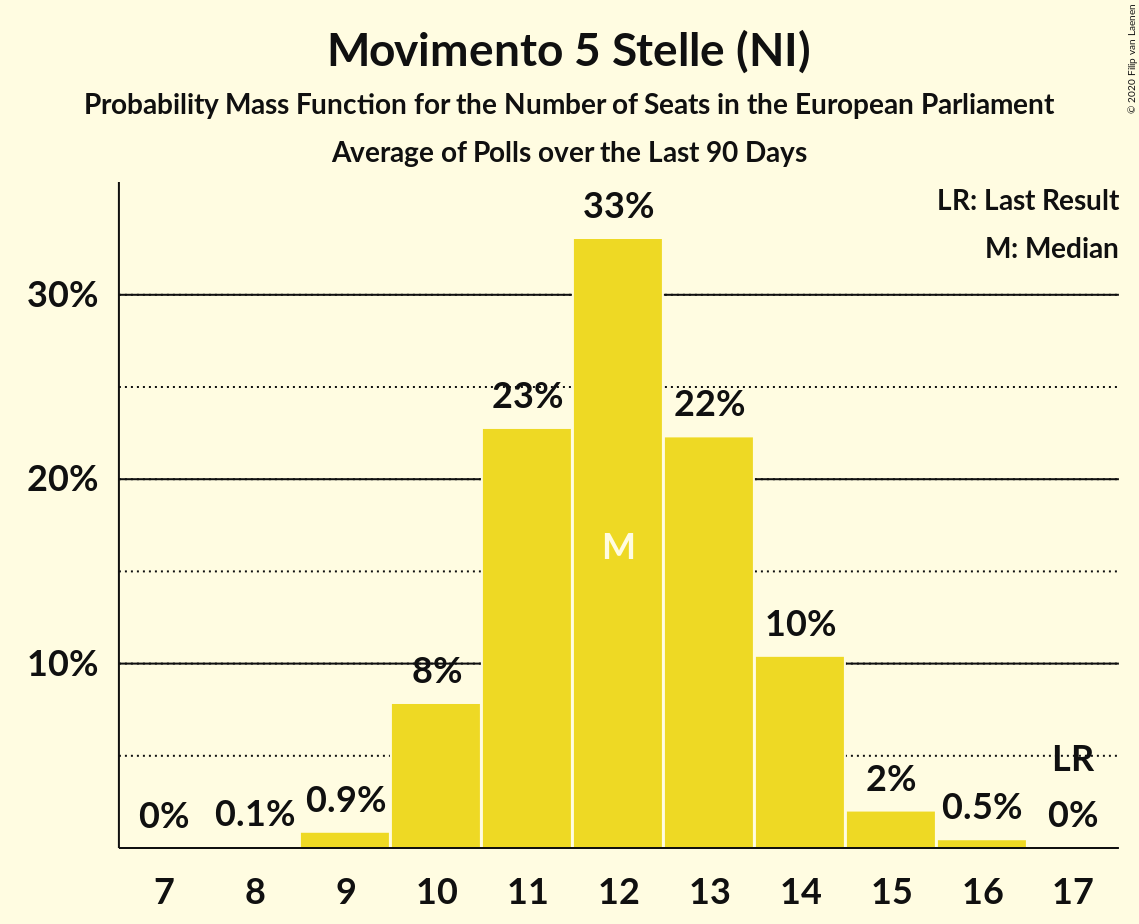 Movimento 5 Stelle (NI)
Probability Mass Function for the Number of Seats in the European Parliament
Average of Polls over the Last 90 Days
© 2020 Filip van Laenen
LR: Last Result
M: Median
33%
30%
23%
22%
20%
M
10%
10%
8%
LR
2%
0.9%
0.5%
0%
0.1%
0%
7 8 9 10 11 12 13 14 15 16 17